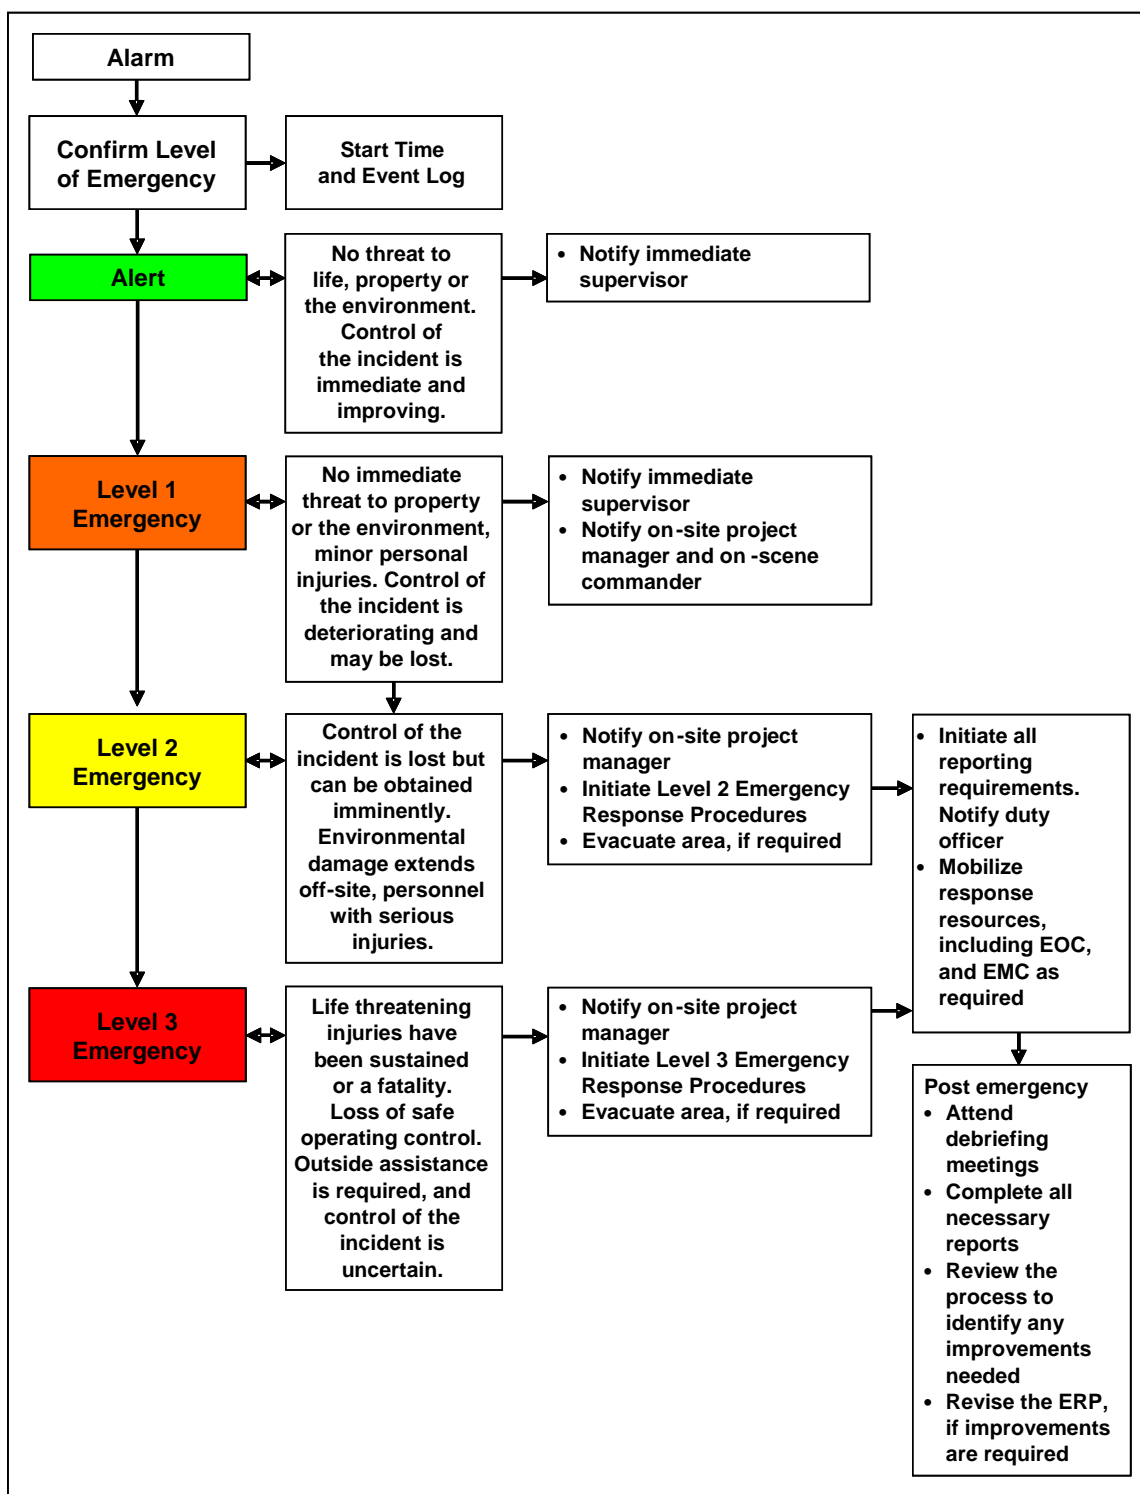 Alarm
Confirm Level
of Emergency
Start Time
and Event Log
Alert
No threat to
life, property or
the environment.
Control of
the incident is
immediate and
improving.
• Notify immediate
supervisor
Level 1
Emergency
No immediate
threat to property
or the environment,
minor personal
injuries. Control of
the incident is
deteriorating and
may be lost.
• Notify immediate
supervisor
• Notify on-site project
manager and on-scene
commander
Level 2
Emergency
Control of the
incident is lost but
can be obtained
imminently.
Environmental
damage extends
off-site, personnel
with serious
injuries.
• Notify on-site project
manager
• Initiate Level 2 Emergency
Response Procedures
• Evacuate area, if required
• Initiate all
reporting
requirements.
Notify duty
officer
• Mobilize
response
resources,
including EOC,
and EMC as
required
Level 3
Emergency
Life threatening
injuries have
been sustained
or a fatality.
Loss of safe
operating control.
Outside assistance
is required, and
control of the
incident is
uncertain.
• Notify on-site project
manager
• Initiate Level 3 Emergency
Response Procedures
• Evacuate area, if required
Post emergency
• Attend
debriefing
meetings
• Complete all
necessary
reports
• Review the
process to
identify any
improvements
needed
• Revise the ERP,
if improvements
are required